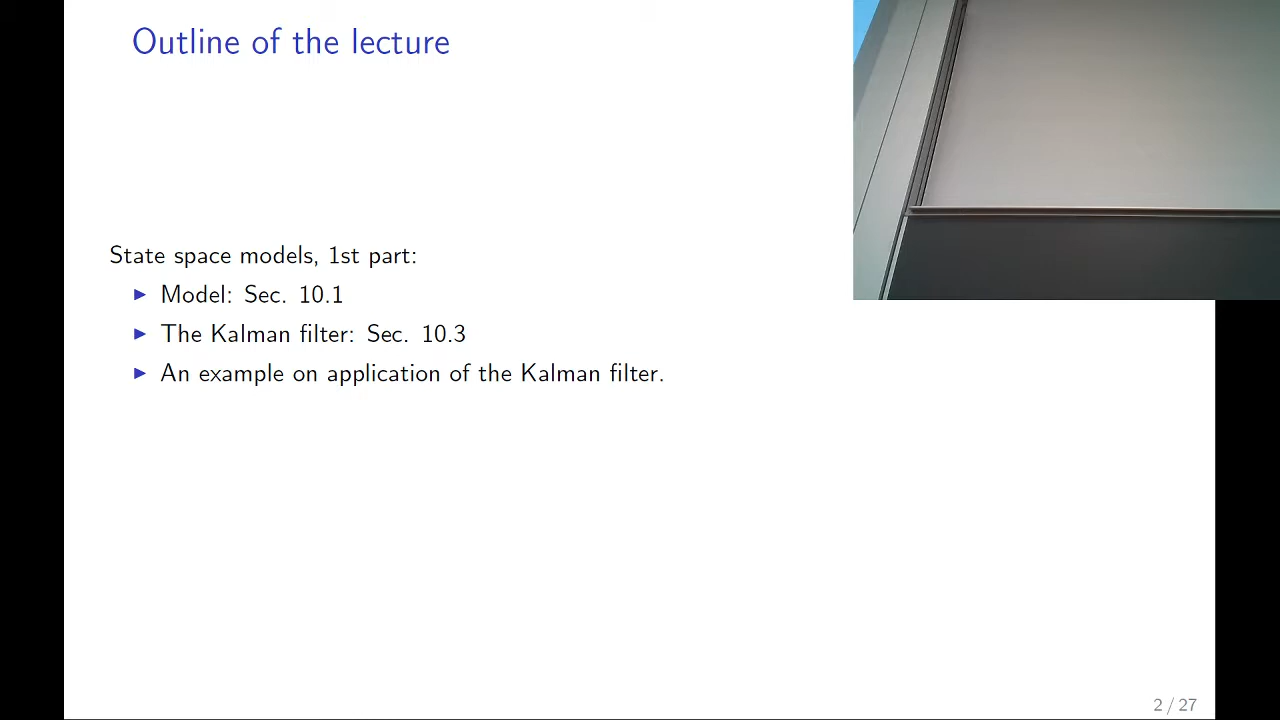 Outline of the lecture
State space models, 1st part:
▶ Model: Sec. 10.1
▶ The Kalman filter: Sec. 10.3
▶ An example on application of the Kalman filter.
2 / 27